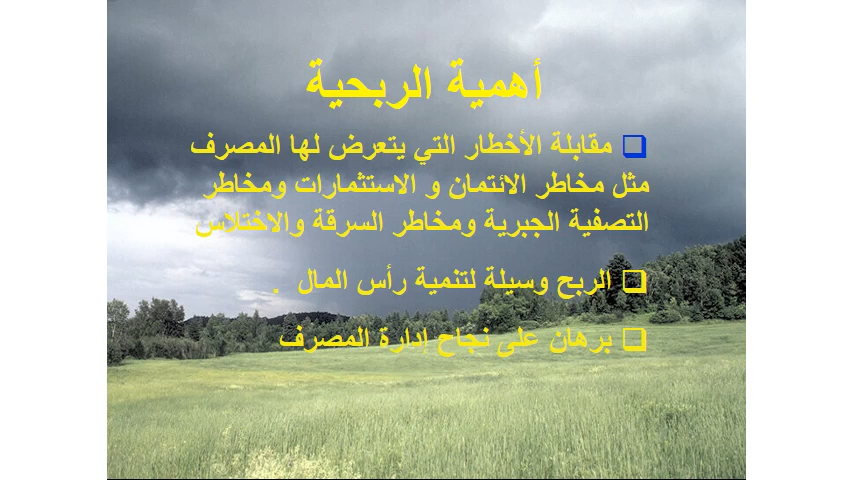 أهمية الربحية
❑ مقابلة الأخطار التي يتعرض لها المصرف
مثل مخاطر الائتمان و الاستثمارات ومخاطر
التصفية الجبرية ومخاطر السرقة والاختلاس
❑ الربح وسيلة لتنمية رأس المال .
❑ برهان على نجاح إدارة المصرف